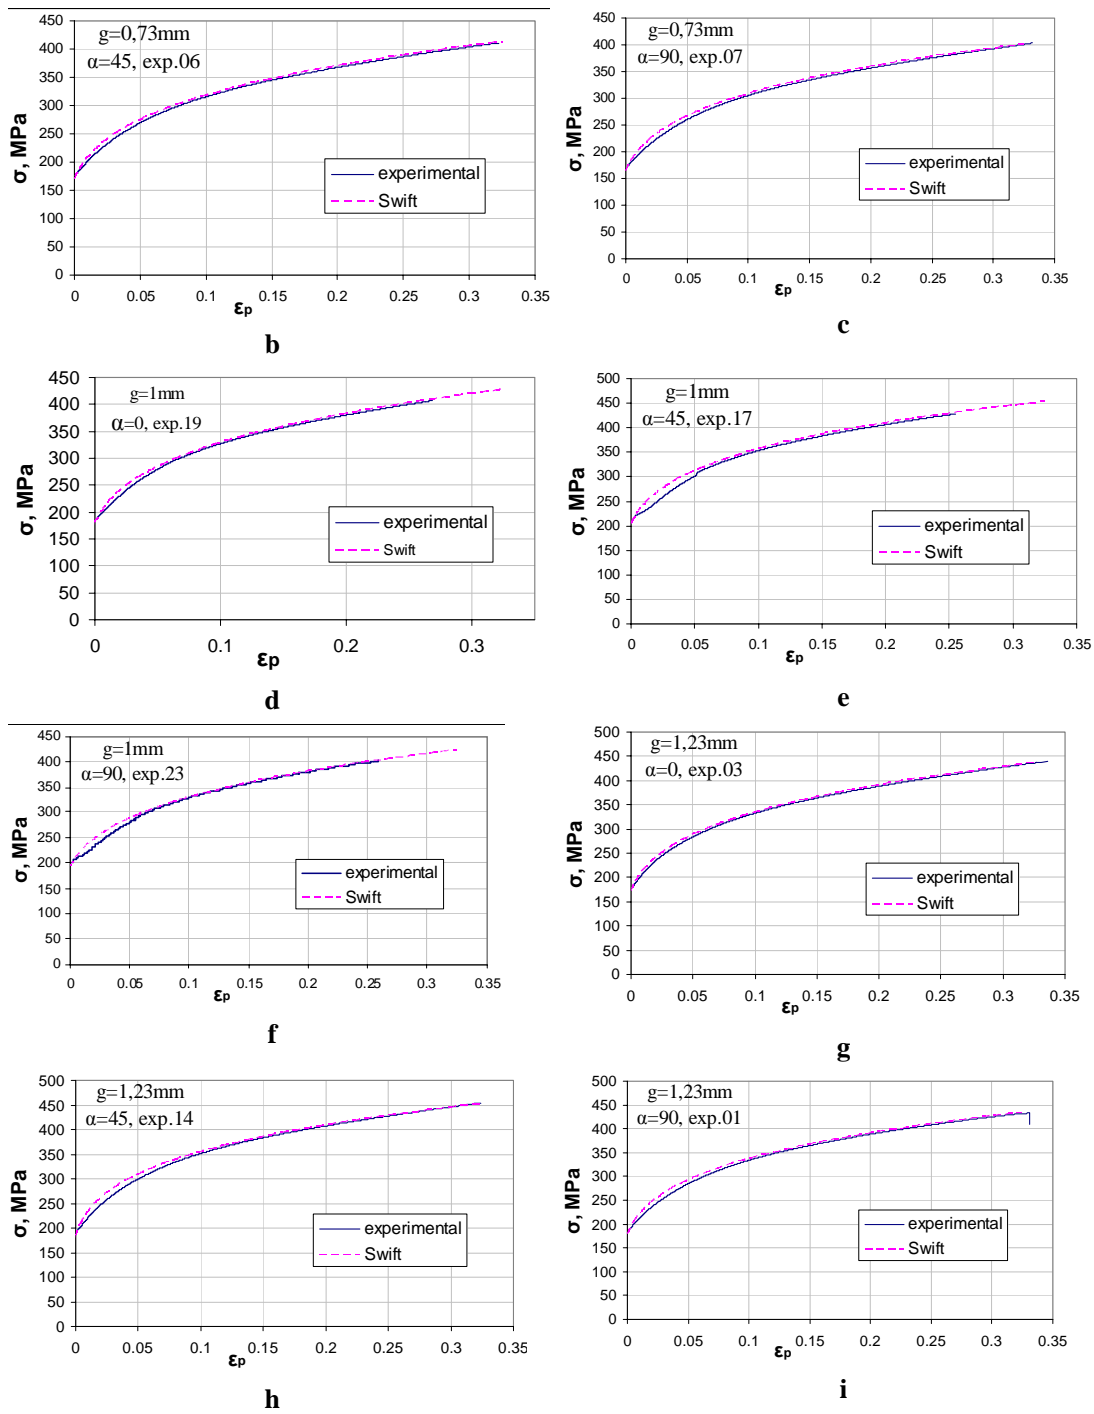 450
400
350
300
250
200
150
100
50
0
σ, MPa
g=0,73mm
α=45, exp.06
experimental
Swift
0 0.05 0.1 0.15 0.2 0.25 0.3 0.35
εp
b
450
400
350
300
250
200
150
100
50
0
σ, MPa
g=0,73mm
α=90, exp.07
experimental
Swift
0 0.05 0.1 0.15 0.2 0.25 0.3 0.35
εp
c
450
400
350
300
250
200
150
100
50
0
σ, MPa
g=1mm
α=0, exp.19
experimental
Swift
0 0.1 0.2 0.3
εp
d
500
450
400
350
300
250
200
150
100
50
0
σ, MPa
g=1mm
α=45, exp.17
experimental
Swift
0 0.05 0.1 0.15 0.2 0.25 0.3 0.35
εp
e
450
400
350
300
250
200
150
100
50
0
σ, MPa
g=1mm
α=90, exp.23
experimental
Swift
0 0.05 0.1 0.15 0.2 0.25 0.3 0.35
εp
f
500
450
400
350
300
250
200
150
100
50
0
σ, MPa
g=1,23mm
α=0, exp.03
experimental
Swift
0 0.05 0.1 0.15 0.2 0.25 0.3 0.35
εp
g
500
450
400
350
300
250
200
150
100
50
0
σ, MPa
g=1,23mm
α=45, exp.14
experimental
Swift
0 0.05 0.1 0.15 0.2 0.25 0.3 0.35
εp
h
500
450
400
350
300
250
200
150
100
50
0
σ, MPa
g=1,23mm
α=90, exp.01
experimental
Swift
0 0.05 0.1 0.15 0.2 0.25 0.3 0.35
εp
i